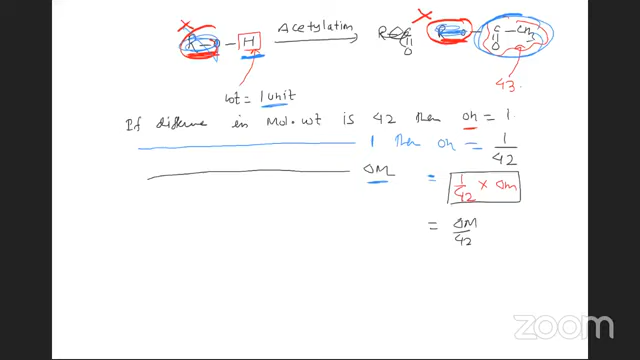 X Acetylation X
R-O-H → R-O-C-CH3
O O
43
wt = 1 unit
If difference in Mol. wt is 42 then oh = 1
1 then oh = 1/42
ΔM = 1/42 × Δm
= ΔM/42
zoom